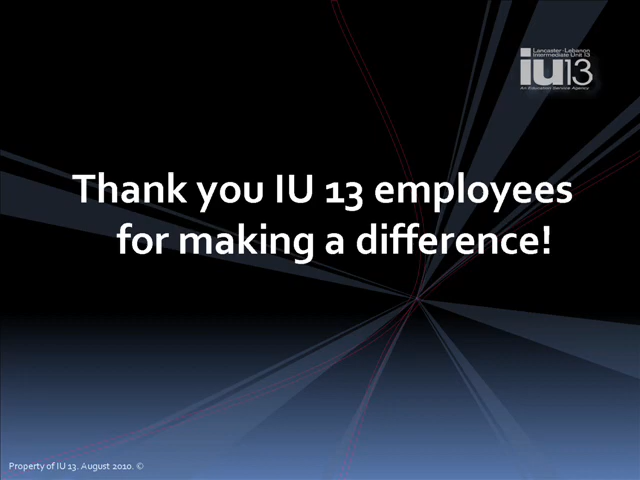 Lancaster-Lebanon
Intermediate Unit 13
iu13
An Education Service Agency
Thank you IU 13 employees
for making a difference!
Property of IU 13. August 2010. ©